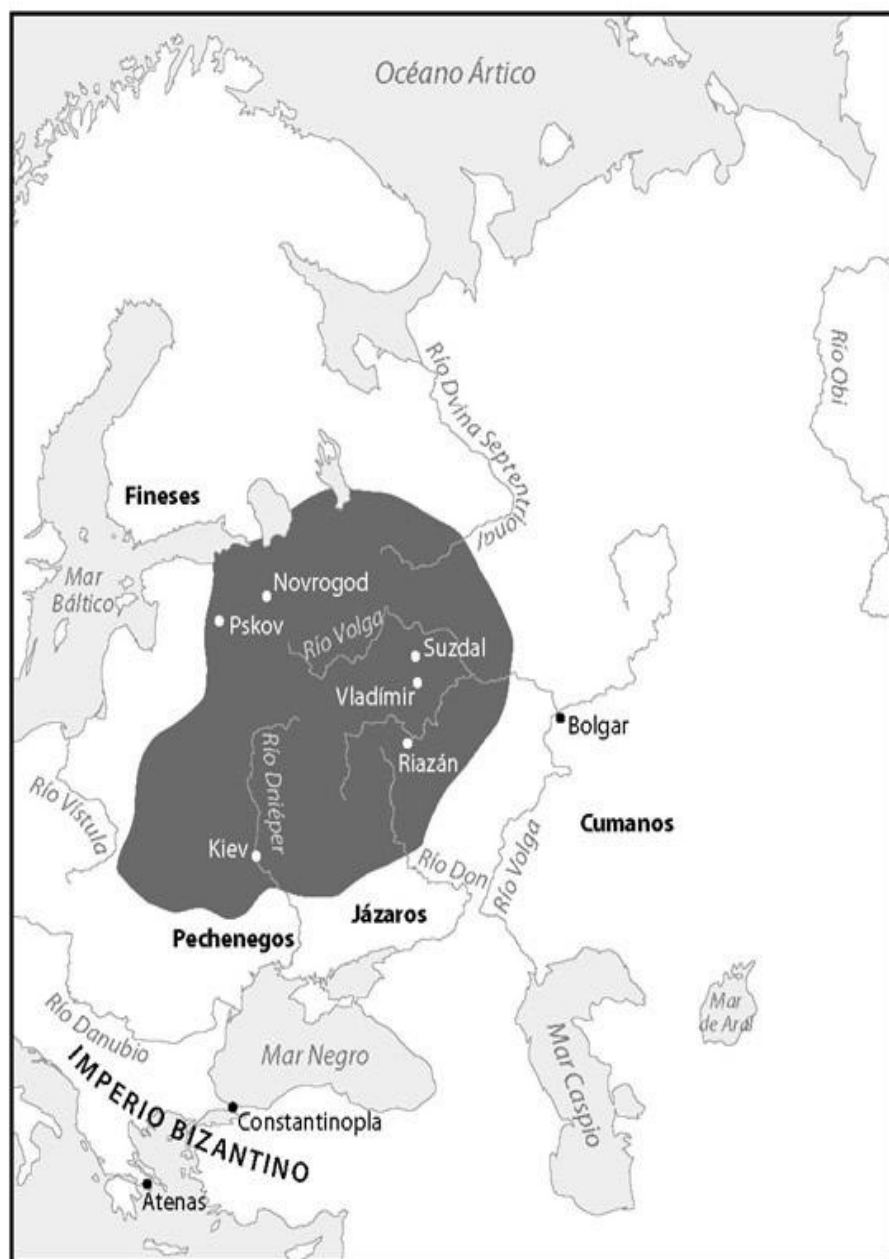 Océano Ártico
Río Dvina Septentrional
Río Obi
Fineses
Mar
Báltico
Novrogod
Pskov
Río Volga
Suzdal
Vladímir
Bolgar
Riazán
Río Dniéper
Río Vístula
Cumanos
Kiev
Río Don
Río Volga
Jázaros
Pechenegos
Río Danubio
Mar Negro
Mar Caspio
Mar
de Aral
IMPERIO BIZANTINO
Constantinopla
Atenas